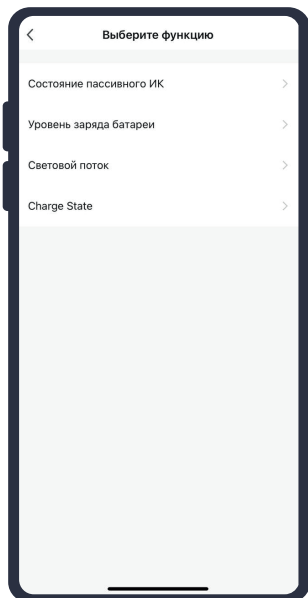 Выберите функцию
Состояние пассивного ИК
Уровень заряда батареи
Световой поток
Charge State